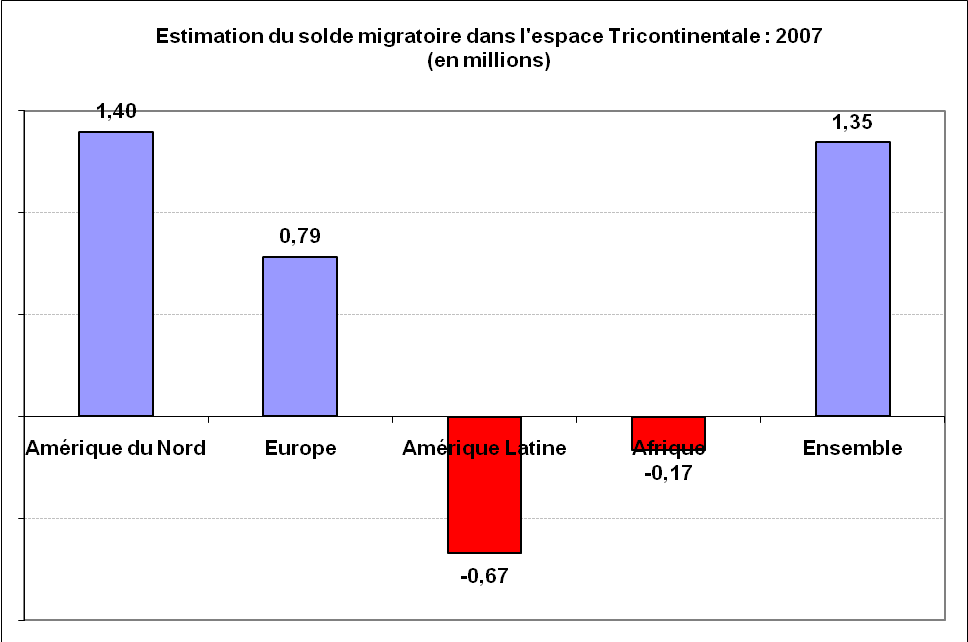 Estimation du solde migratoire dans l'espace Tricontinentale : 2007
(en millions)
1,40
0,79
1,35
Amérique du Nord
Europe
Amérique Latine
Afrique
Ensemble
-0,17
-0,67